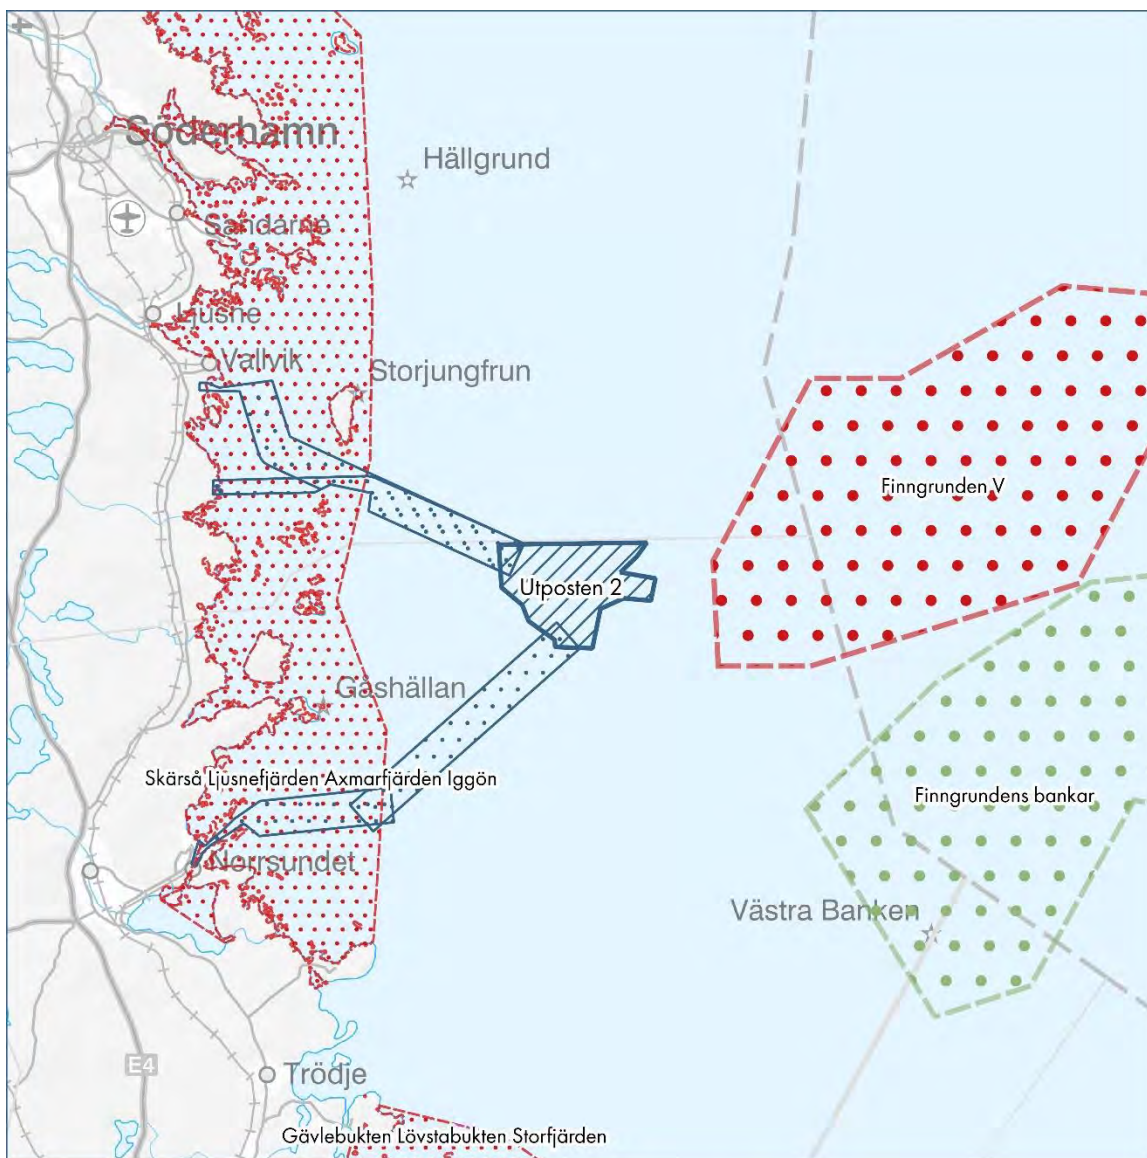 Söderhamn
Hällgrund
Sandarne
Ljusne
Vallvik
Storjungfrun
Finngrunden V
Utposten 2
Gåshällan
Skärså Ljusnefjärden Axmarfjärden Iggön
Finngrundens bankar
Norrsundet
Västra Banken
E4
Trödje
Gävlebukten Lövstabukten Storfjärden